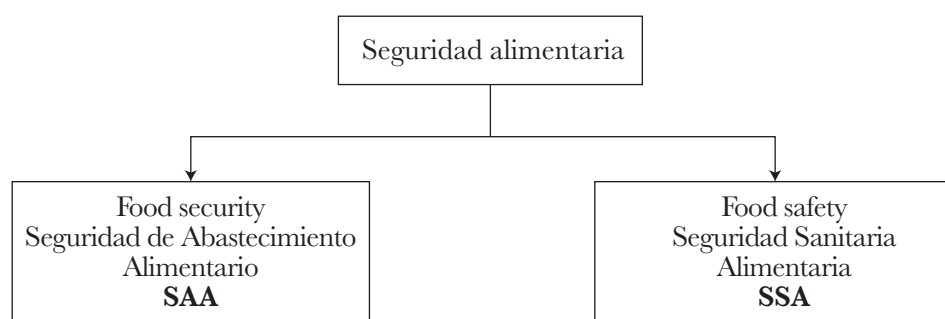 Seguridad alimentaria
Food security
Seguridad de Abastecimiento
Alimentario
SAA
Food safety
Seguridad Sanitaria
Alimentaria
SSA